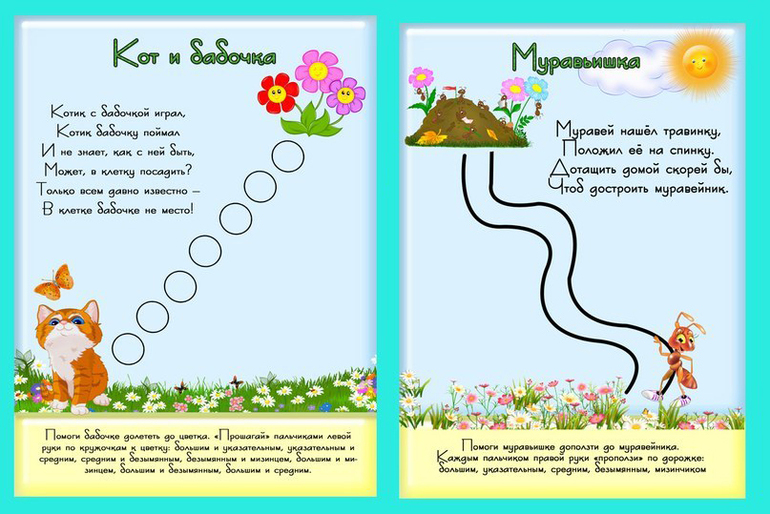 Кот и бабочка
Котик с бабочкой играл,
Котик бабочку поймал
И не знает, как с ней быть,
Может, в клетку посадить?
Только всем давно известно –
В клетке бабочке не место!
Помоги бабочке долететь до цветка. «Прошагай» пальчиками левой
руки по кружочкам к цветку: большим и указательным, указательным и
средним, средним и безымянным, безымянным и мизинцем, большим и ми-
зинцем, большим и безымянным, большим и средним.
Муравьишка
Муравей нашёл травинку,
Положил её на спинку.
Дотащить домой скорей бы,
Чтоб достроить муравейник.
Помоги муравьишке доползти до муравейника.
Каждым пальчиком правой руки «проползи» по дорожке:
большим, указательным, средним, безымянным, мизинчиком